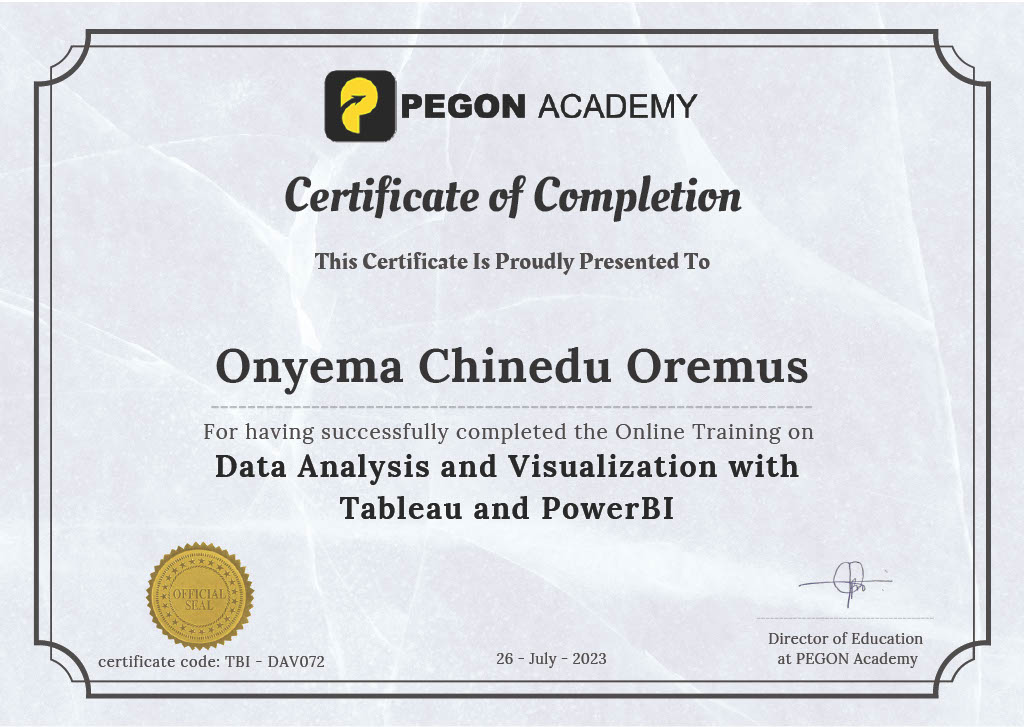 PEGON ACADEMY
Certificate of Completion
This Certificate Is Proudly Presented To
Onyema Chinedu Oremus
For having successfully completed the Online Training on
Data Analysis and Visualization with
Tableau and PowerBI
OFFICIAL
SEAL
certificate code: TBI - DAV072
26 - July - 2023
Director of Education
at PEGON Academy